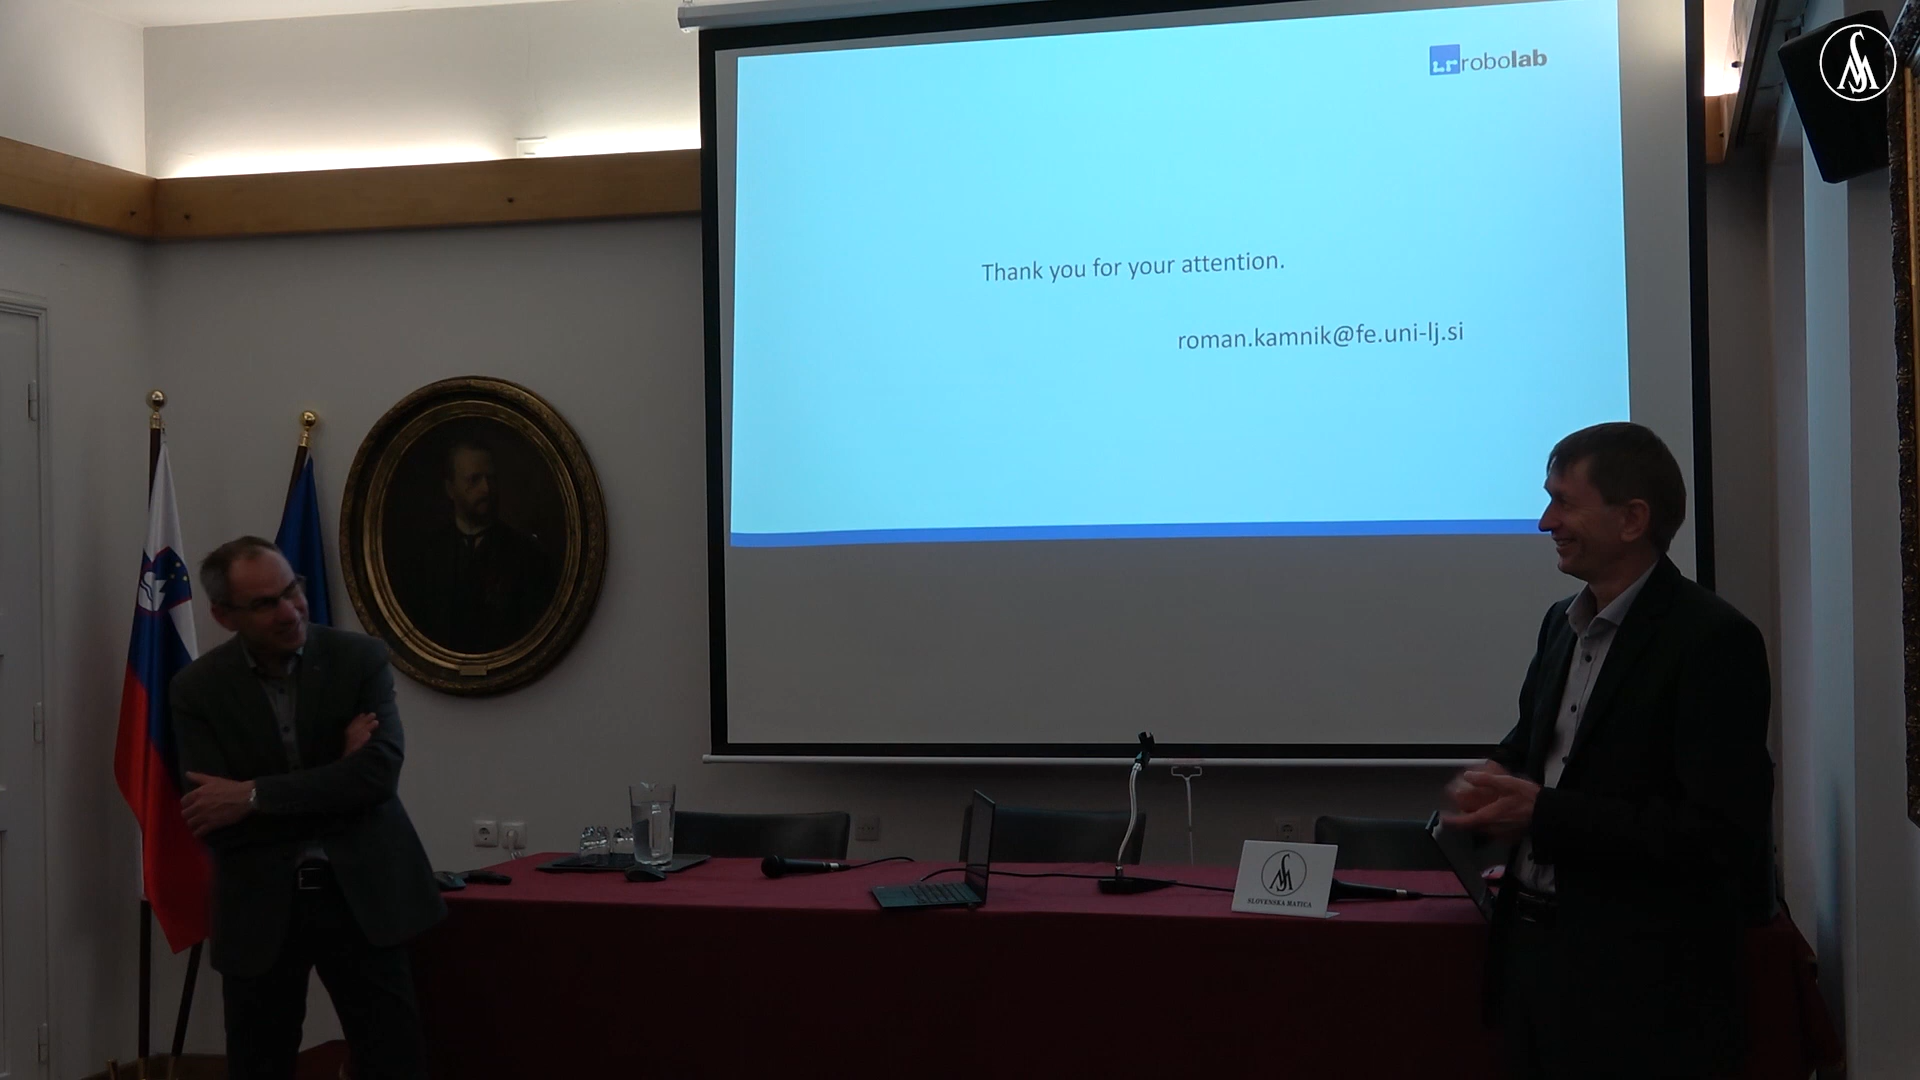 robolab
Thank you for your attention.
roman.kamnik@fe.uni-lj.si
SLOVENSKA MATICA